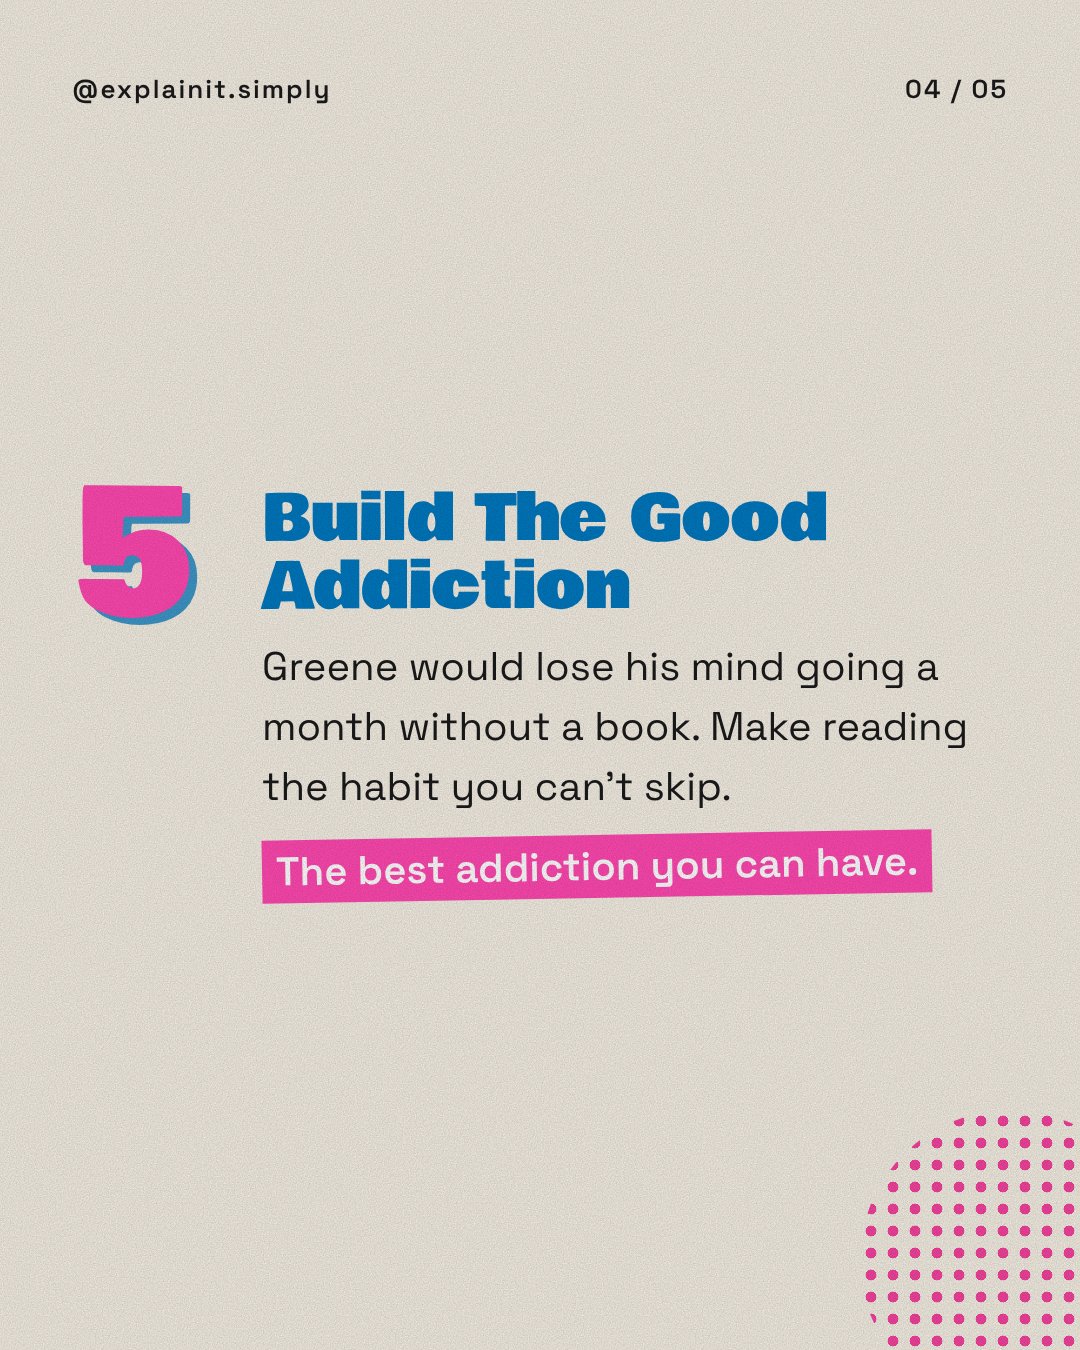 @explainit.simply
04 / 05
5
Build The Good
Addiction
Greene would lose his mind going a
month without a book. Make reading
the habit you can’t skip.
The best addiction you can have.